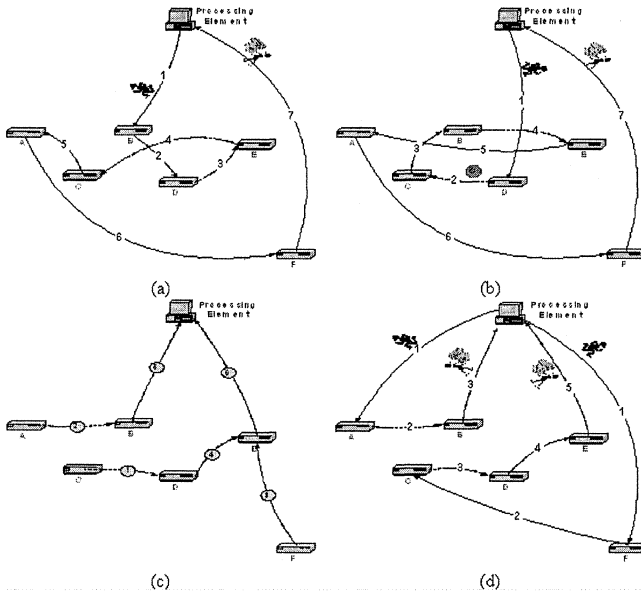 Processing
Element
1
7
A
B
5
4
E
C
2
3
D
6
F
(a)
Processing
Element
1
7
A
B
4
E
3
5
C
2
D
6
F
(b)
Processing
Element
A
B
C
D
4
F
(c)
Processing
Element
1
3
5
1
A
2
B
4
E
C
3
D
2
F
(d)